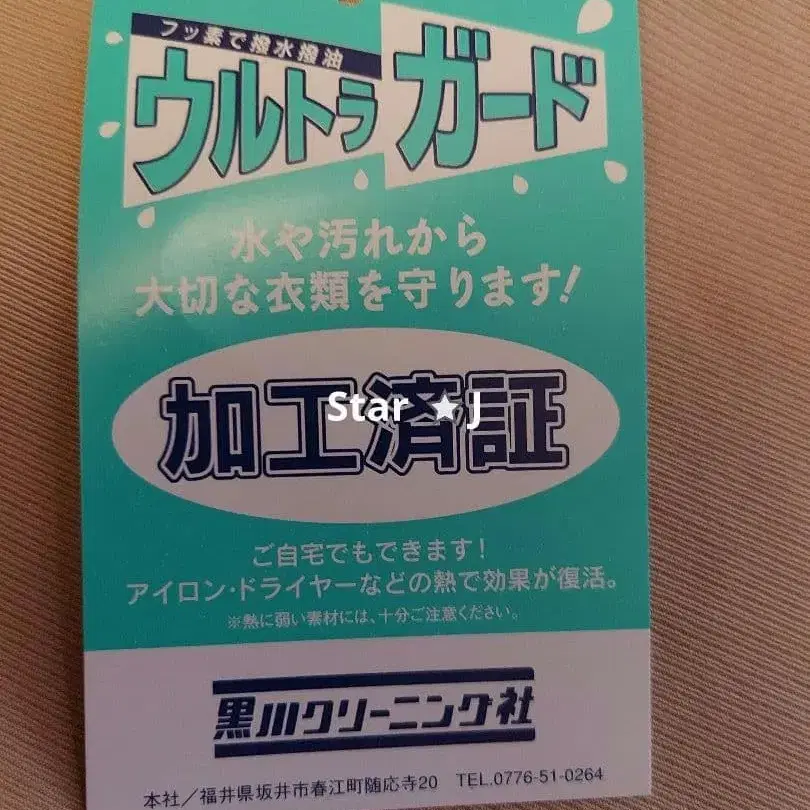 フッ素で撥水撥油
ウルトラガード
水や汚れから
大切な衣類を守ります!
加工済証
Star ★ J
ご自宅でもできます!
アイロン・ドライヤーなどの熱で効果が復活。
※熱に弱い素材には、十分ご注意ください。
黒川クリーニング社
本社/福井県坂井市春江町随応寺20 TEL.0776-51-0264